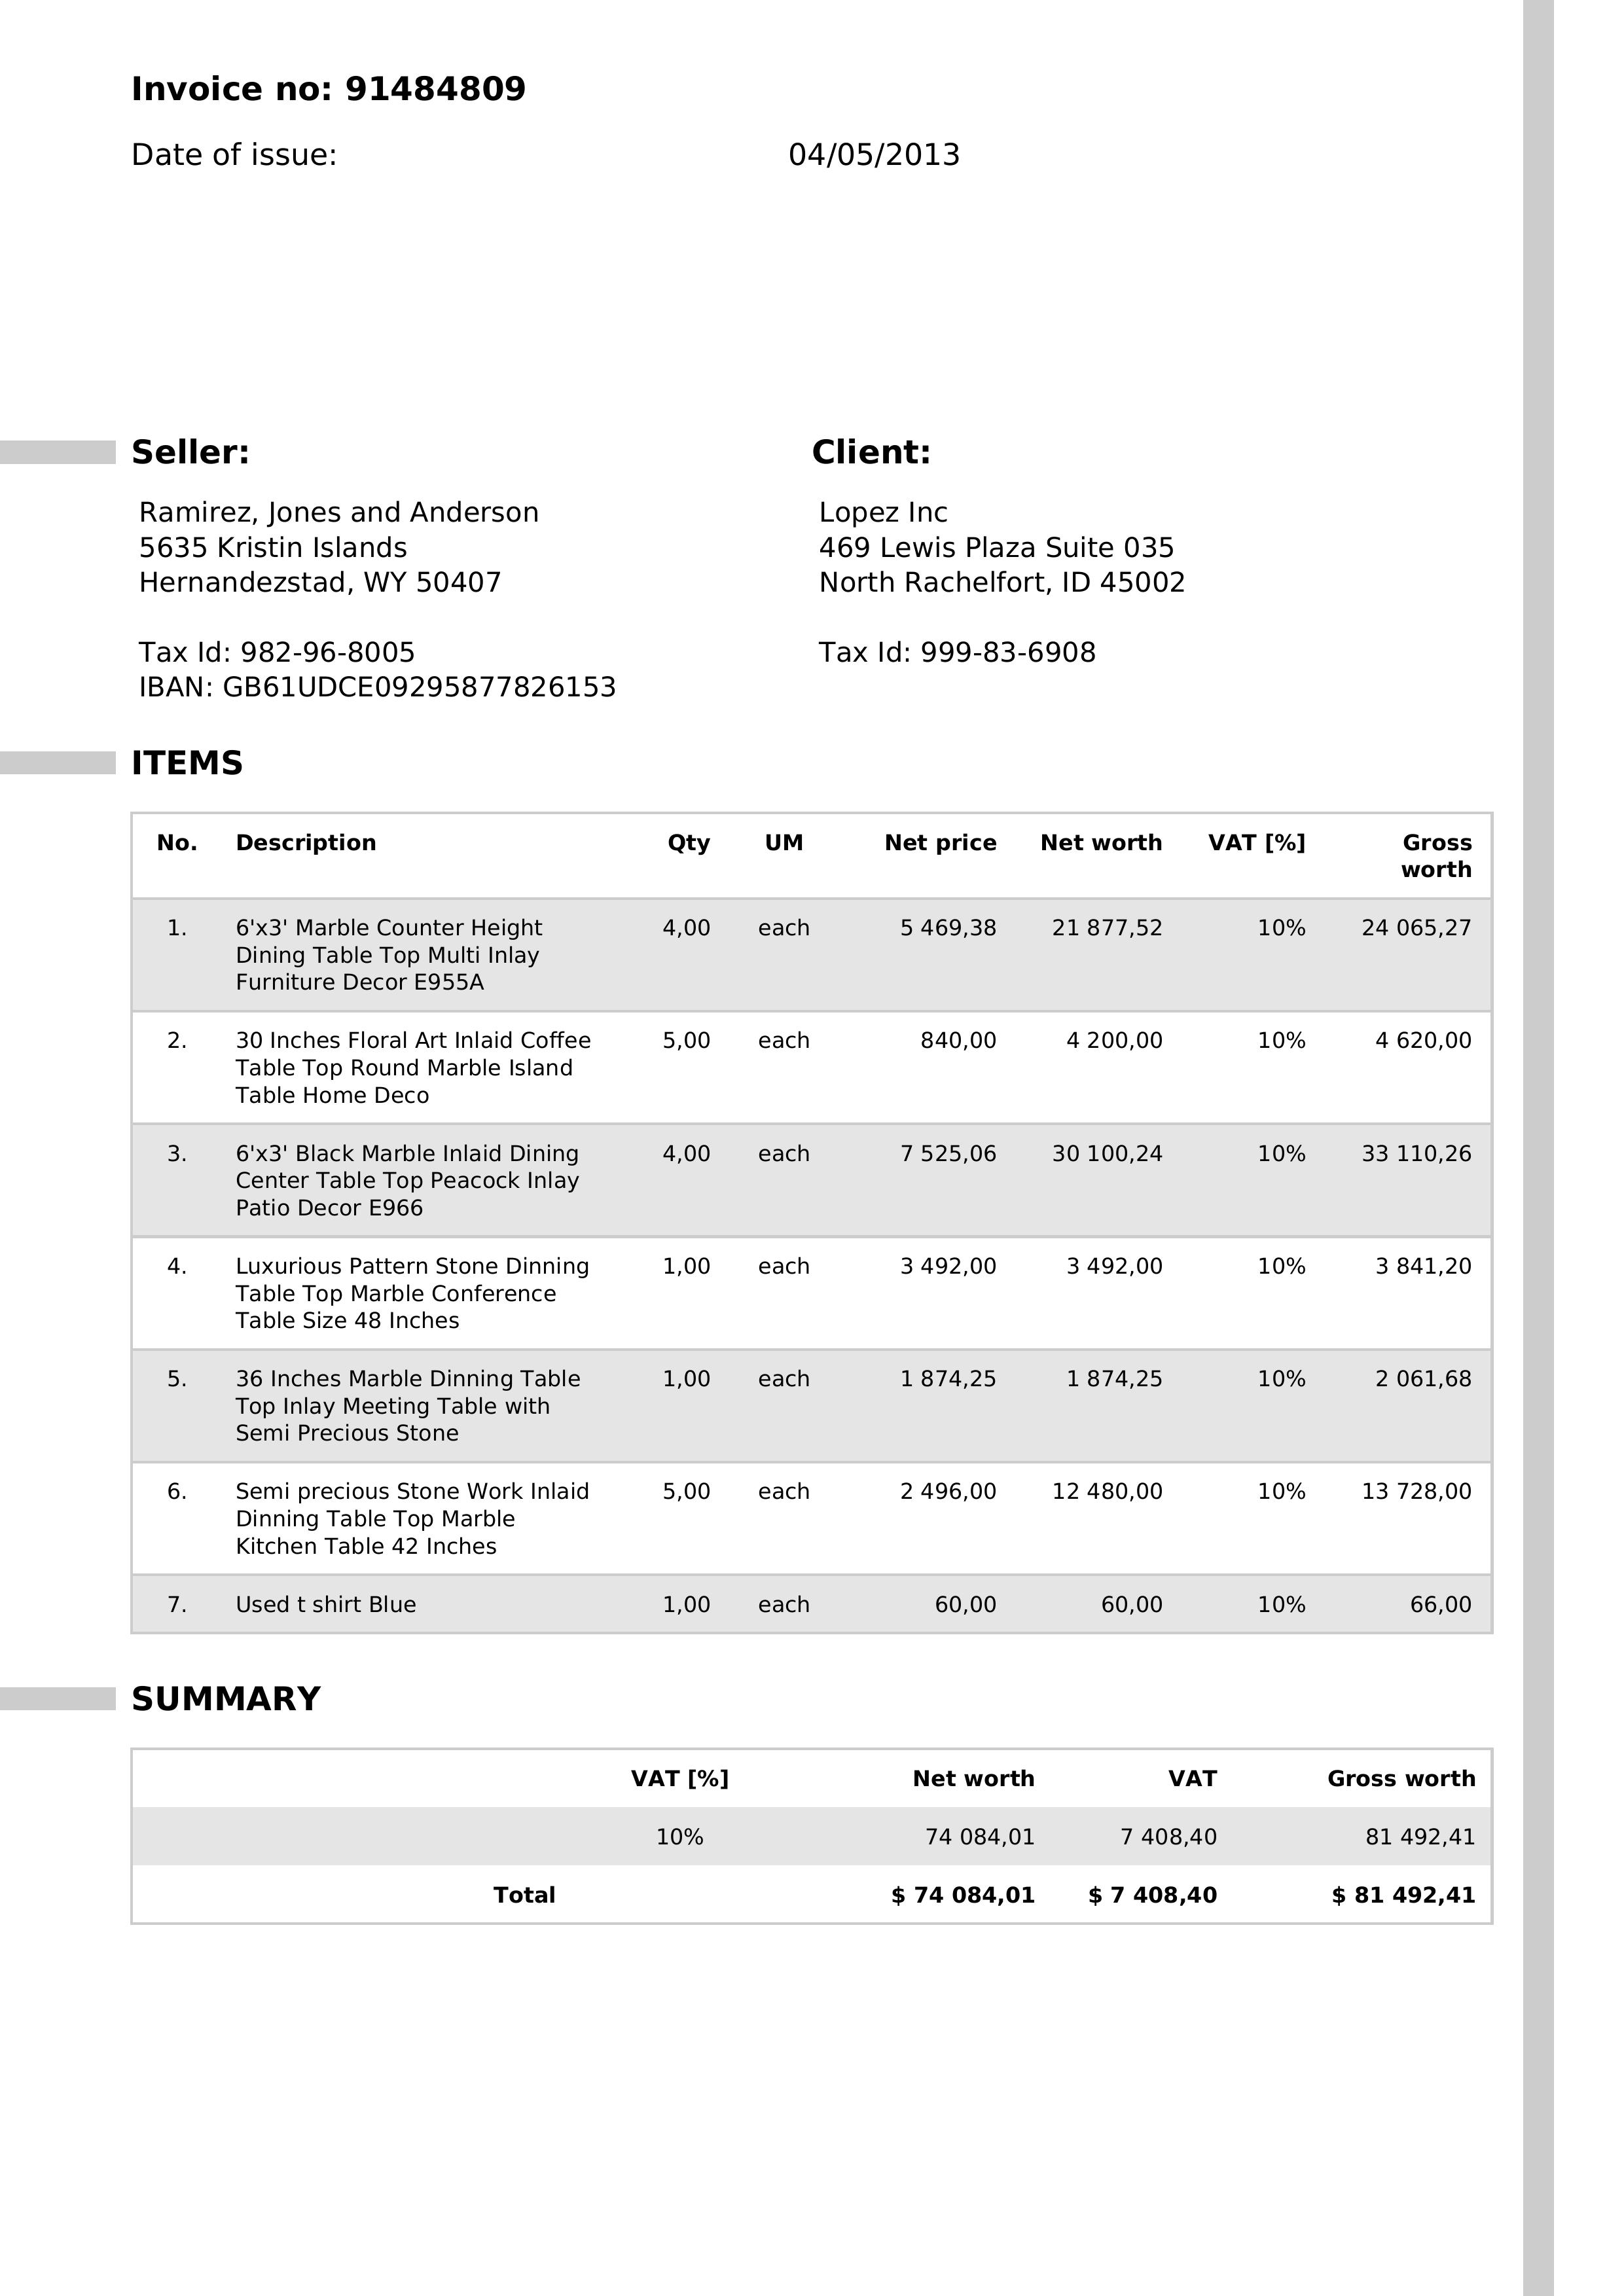 Invoice no: 91484809
Date of issue: 04/05/2013
Seller:
Ramirez, Jones and Anderson
5635 Kristin Islands
Hernandezstad, WY 50407
Tax Id: 982-96-8005
IBAN: GB61UDCE09295877826153
Client:
Lopez Inc
469 Lewis Plaza Suite 035
North Rachelfort, ID 45002
Tax Id: 999-83-6908
ITEMS
No. Description Qty UM Net price Net worth VAT [%] Gross
worth
1. 6'x3' Marble Counter Height 4,00 each 5 469,38 21 877,52 10% 24 065,27
Dining Table Top Multi Inlay
Furniture Decor E955A
2. 30 Inches Floral Art Inlaid Coffee 5,00 each 840,00 4 200,00 10% 4 620,00
Table Top Round Marble Island
Table Home Deco
3. 6'x3' Black Marble Inlaid Dining 4,00 each 7 525,06 30 100,24 10% 33 110,26
Center Table Top Peacock Inlay
Patio Decor E966
4. Luxurious Pattern Stone Dinning 1,00 each 3 492,00 3 492,00 10% 3 841,20
Table Top Marble Conference
Table Size 48 Inches
5. 36 Inches Marble Dinning Table 1,00 each 1 874,25 1 874,25 10% 2 061,68
Top Inlay Meeting Table with
Semi Precious Stone
6. Semi precious Stone Work Inlaid 5,00 each 2 496,00 12 480,00 10% 13 728,00
Dinning Table Top Marble
Kitchen Table 42 Inches
7. Used t shirt Blue 1,00 each 60,00 60,00 10% 66,00
SUMMARY
VAT [%] Net worth VAT Gross worth
10% 74 084,01 7 408,40 81 492,41
Total $ 74 084,01 $ 7 408,40 $ 81 492,41